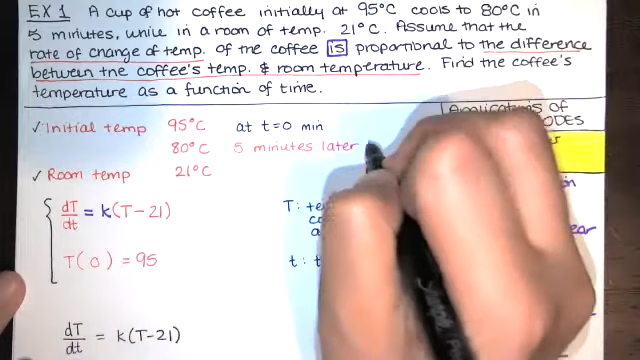 EX 1 A cup of hot coffee initially at 95°C cools to 80°C in
5 minutes, while in a room of temp. 21°C. Assume that the
rate of change of temp. of the coffee is proportional to the difference
between the coffee's temp. & room temperature. Find the coffee's
temperature as a function of time.
Applications of
✓ Initial temp 95°C at t=0 min
80°C 5 minutes later
✓ Room temp 21°C
dT/dt = k(T-21)
T:
T(0) = 95
t:
dT/dt = k(T-21)